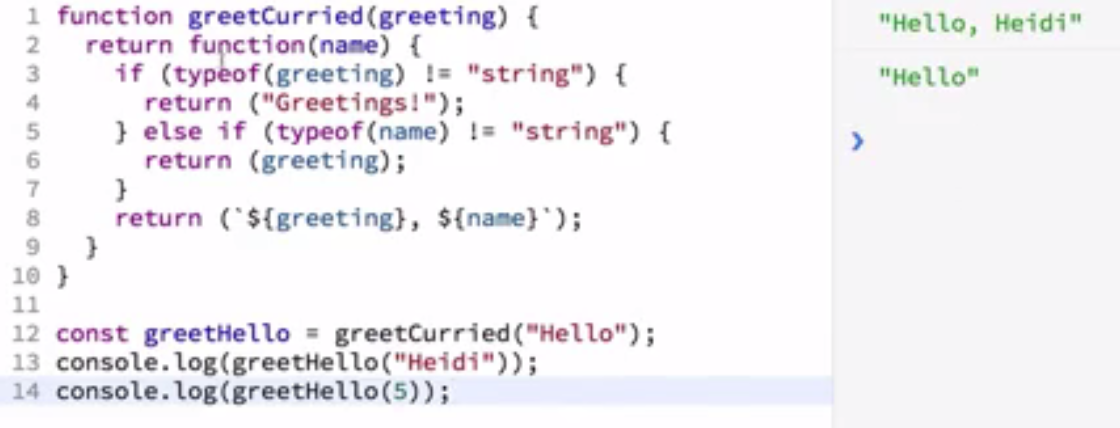 1 function greetCurried(greeting) {
2   return function(name) {
3     if (typeof(greeting) != "string") {
4       return ("Greetings!");
5     } else if (typeof(name) != "string") {
6       return (greeting);
7     }
8     return (`${greeting}, ${name}`);
9   }
10 }
11
12 const greetHello = greetCurried("Hello");
13 console.log(greetHello("Heidi"));
14 console.log(greetHello(5));
"Hello, Heidi"
"Hello"
❯